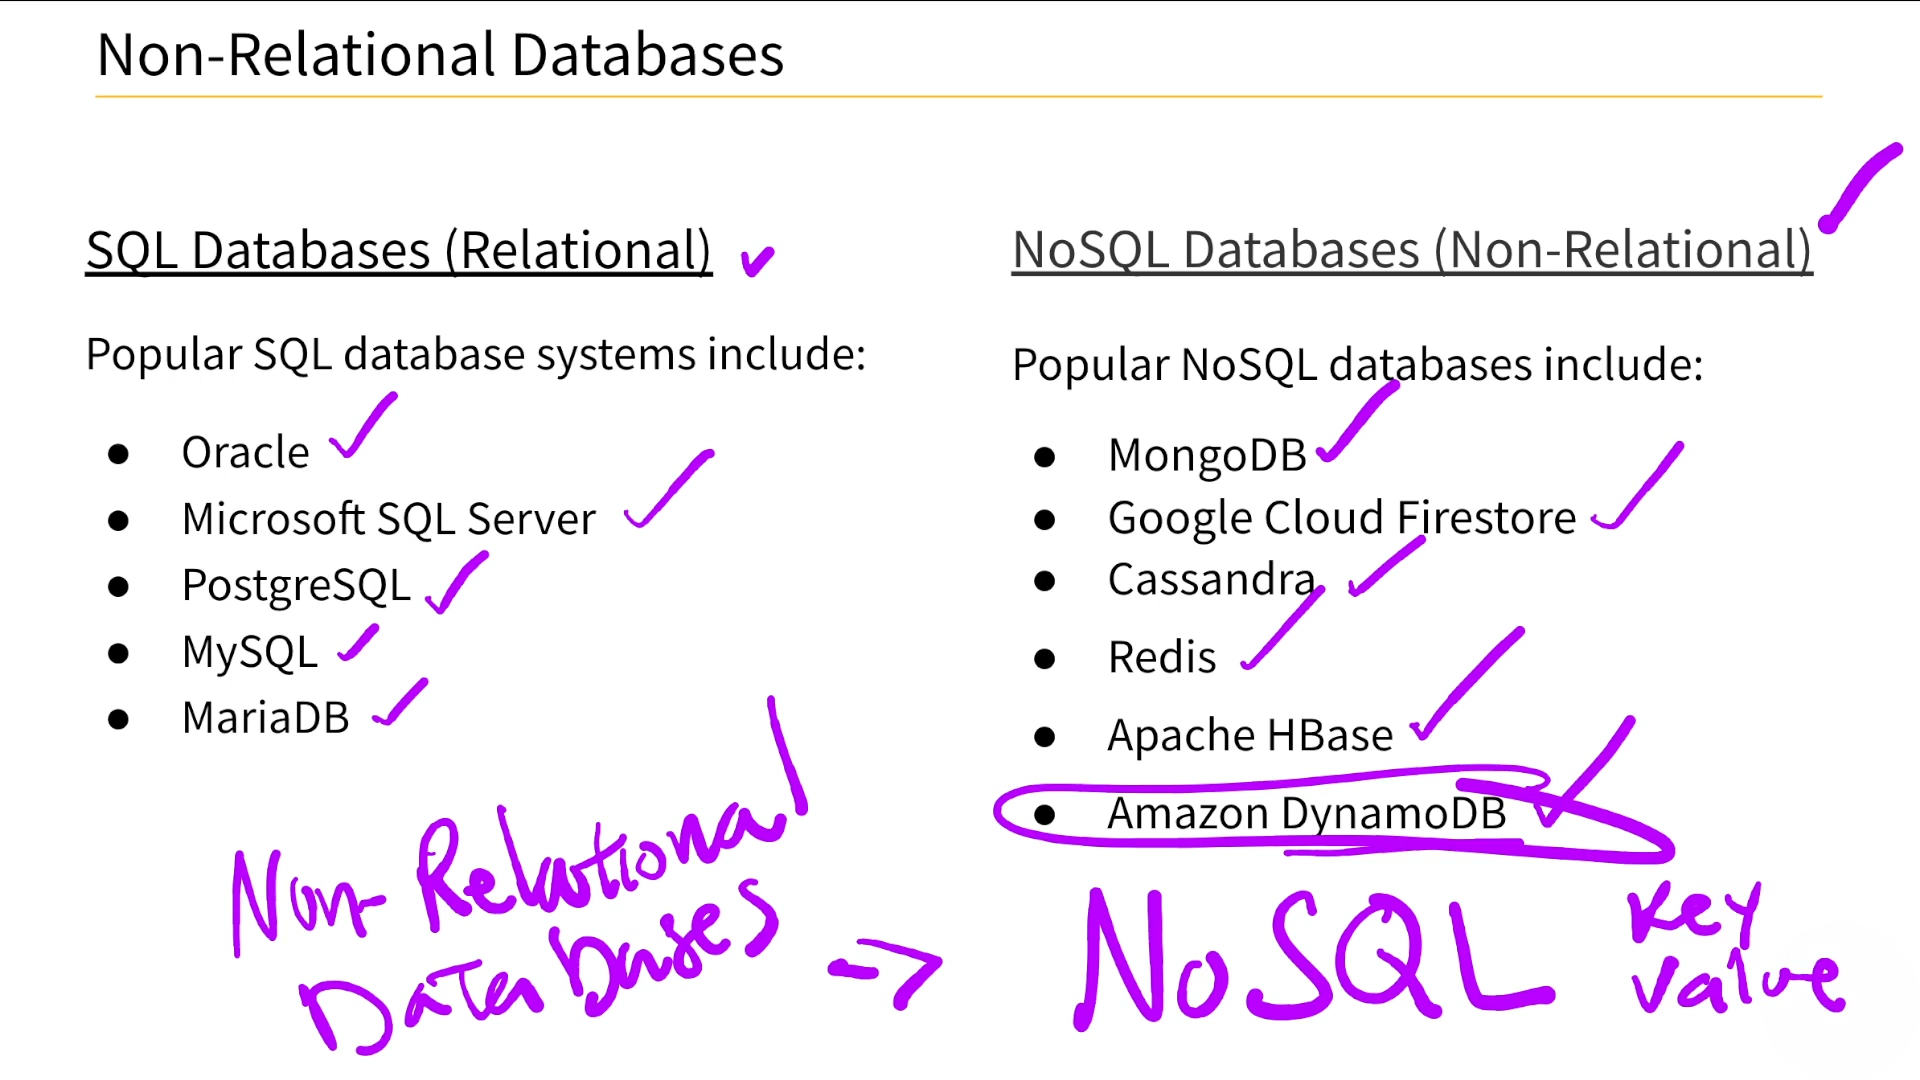 Non-Relational Databases
SQL Databases (Relational)
Popular SQL database systems include:
● Oracle
● Microsoft SQL Server
● PostgreSQL
● MySQL
● MariaDB
NoSQL Databases (Non-Relational)
Popular NoSQL databases include:
● MongoDB
● Google Cloud Firestore
● Cassandra
● Redis
● Apache HBase
● Amazon DynamoDB
Non-Relational
DataBases
->
NoSQL
Key
Value